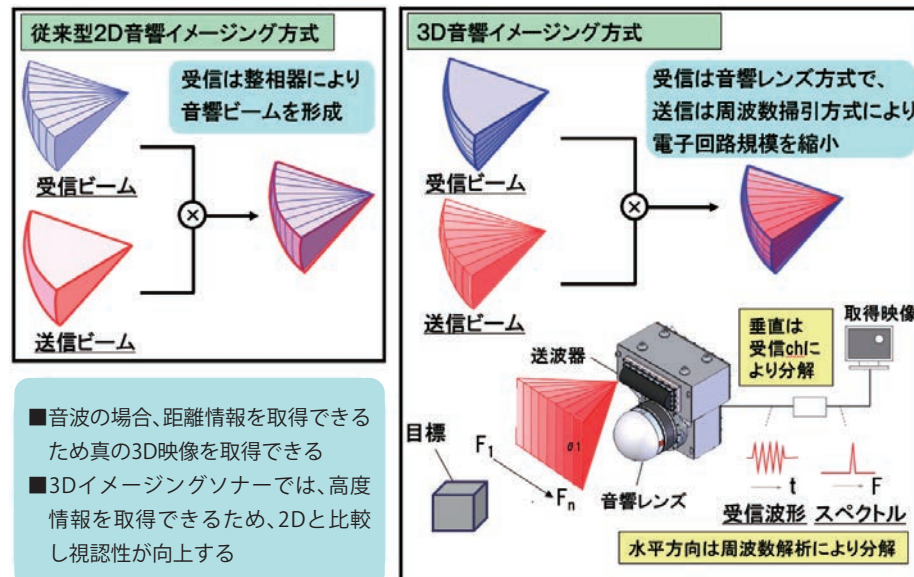 従来型2D音響イメージング方式
受信は整相器により
音響ビームを形成
受信ビーム
×
送信ビーム
■音波の場合、距離情報を取得できる
ため真の3D映像を取得できる
■3Dイメージングソナーでは、高度
情報を取得できるため、2Dと比較
し視認性が向上する
3D音響イメージング方式
受信は音響レンズ方式で、
送信は周波数掃引方式により
電子回路規模を縮小
受信ビーム
×
送信ビーム
送波器
垂直は
受信chに
より分解
取得映像
目標
F1
Fn
θ1
音響レンズ
t
F
受信波形 スペクトル
水平方向は周波数解析により分解